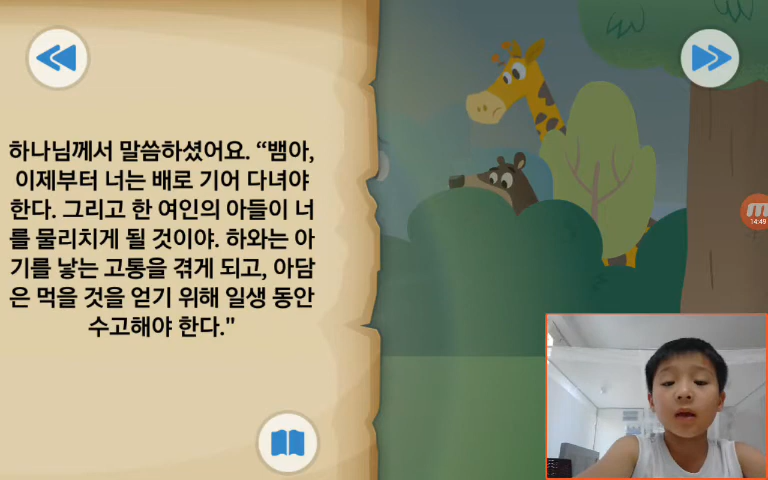 하나님께서 말씀하셨어요. “뱀아,
이제부터 너는 배로 기어 다녀야
한다. 그리고 한 여인의 아들이 너
를 물리치게 될 것이야. 하와는 아
기를 낳는 고통을 겪게 되고, 아담
은 먹을 것을 얻기 위해 일생 동안
수고해야 한다."
14:49